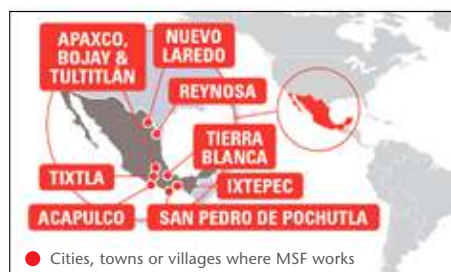 APAXCO,
BOJAY &
TULTITLÁN
NUEVO
LAREDO
REYNOSA
TIERRA
BLANCA
TIXTLA
IXTEPEC
ACAPULCO
SAN PEDRO DE POCHUTLA
Cities, towns or villages where MSF works